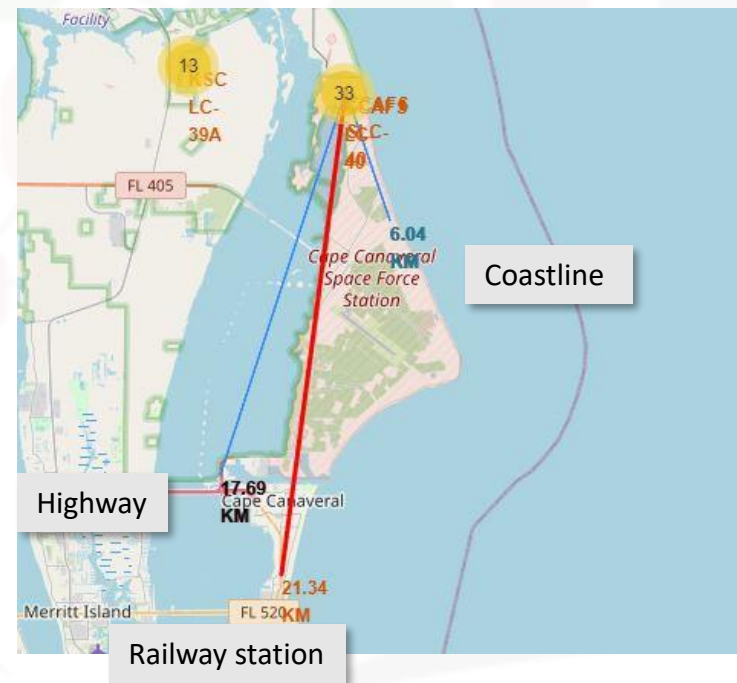 Facility
13
KSC
LC-
39A
33
CAFS
SLC-
40
FL 405
6.04
KM
Cape Canaveral
Space Force
Station
Coastline
Highway
17.69
KM
Cape Canaveral
21.34
KM
Merritt Island
FL 520
Railway station